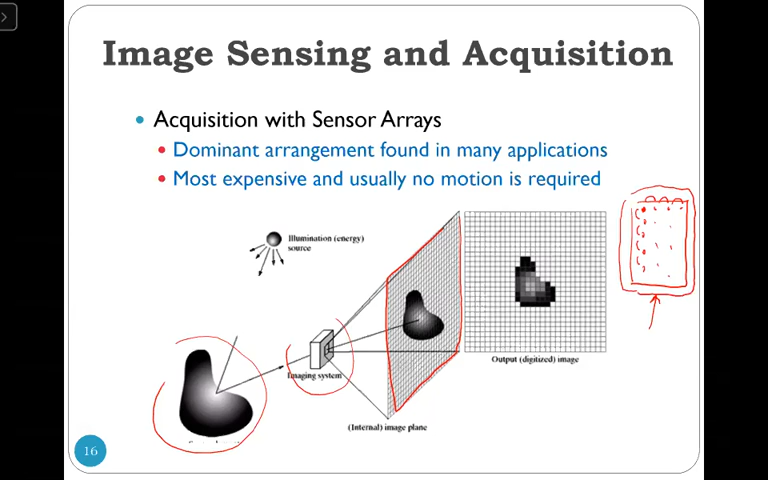 Image Sensing and Acquisition
Acquisition with Sensor Arrays
Dominant arrangement found in many applications
Most expensive and usually no motion is required
Illumination (energy)
source
Imaging system
Output (digitized) image
(Internal) image plane
16